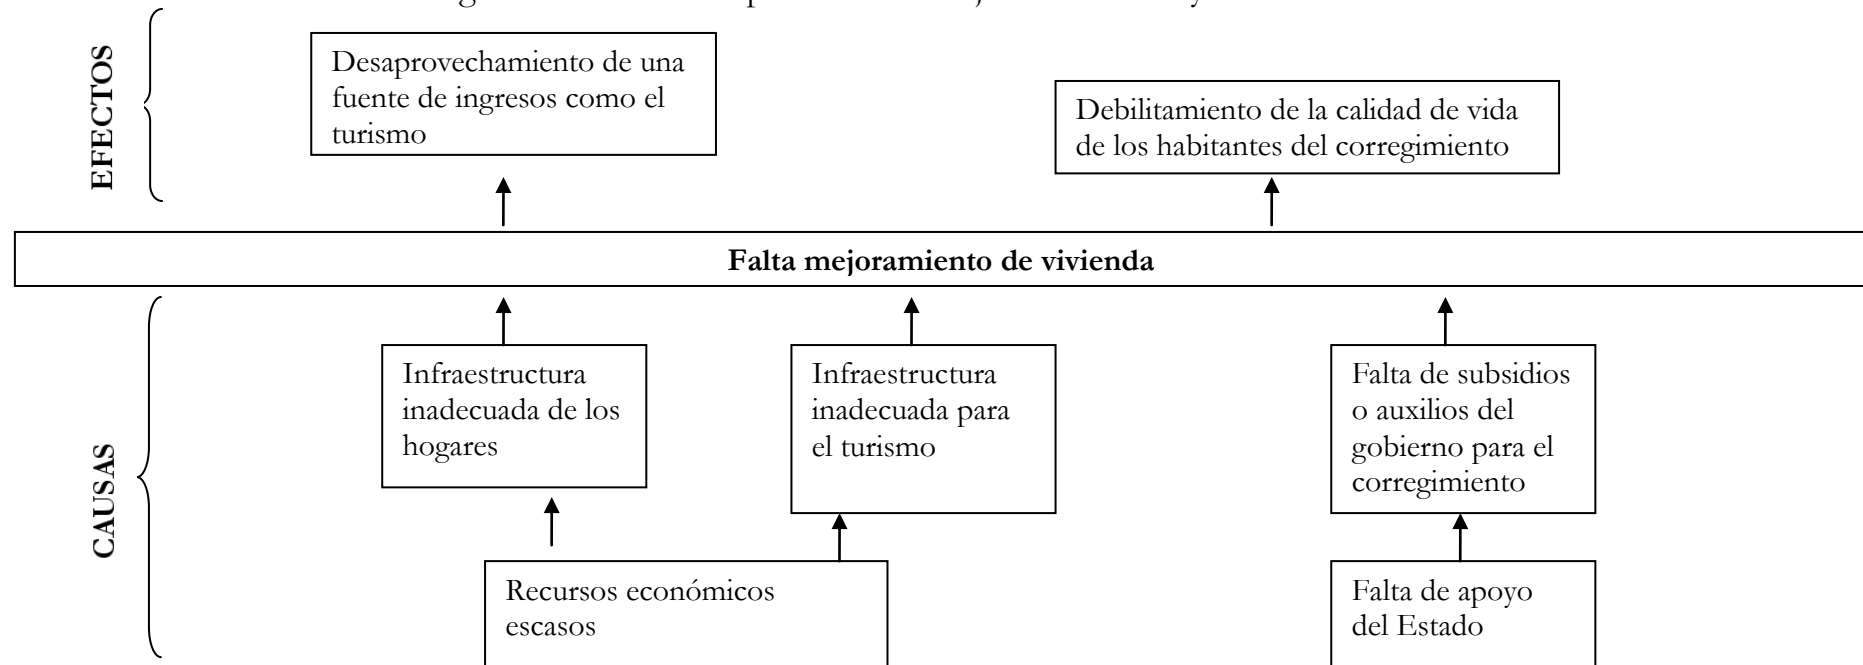 EFECTOS
Desaprovechamiento de una
fuente de ingresos como el
turismo
Debilitamiento de la calidad de vida
de los habitantes del corregimiento
Falta mejoramiento de vivienda
CAUSAS
Infraestructura
inadecuada de los
hogares
Infraestructura
inadecuada para
el turismo
Falta de subsidios
o auxilios del
gobierno para el
corregimiento
Recursos económicos
escasos
Falta de apoyo
del Estado